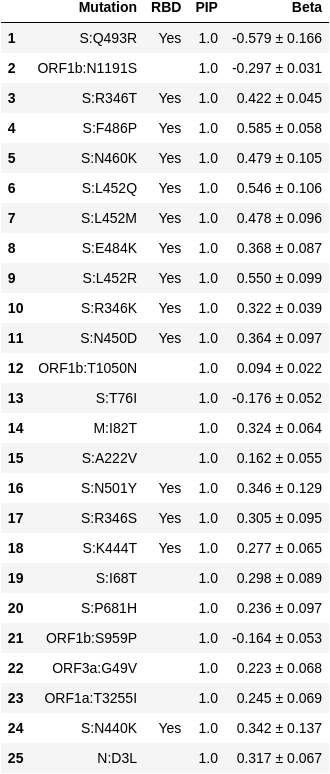 Mutation RBD PIP Beta
1 S:Q493R Yes 1.0 -0.579 ± 0.166
2 ORF1b:N1191S 1.0 -0.297 ± 0.031
3 S:R346T Yes 1.0 0.422 ± 0.045
4 S:F486P Yes 1.0 0.585 ± 0.058
5 S:N460K Yes 1.0 0.479 ± 0.105
6 S:L452Q Yes 1.0 0.546 ± 0.106
7 S:L452M Yes 1.0 0.478 ± 0.096
8 S:E484K Yes 1.0 0.368 ± 0.087
9 S:L452R Yes 1.0 0.550 ± 0.099
10 S:R346K Yes 1.0 0.322 ± 0.039
11 S:N450D Yes 1.0 0.364 ± 0.097
12 ORF1b:T1050N 1.0 0.094 ± 0.022
13 S:T76I 1.0 -0.176 ± 0.052
14 M:I82T 1.0 0.324 ± 0.064
15 S:A222V 1.0 0.162 ± 0.055
16 S:N501Y Yes 1.0 0.346 ± 0.129
17 S:R346S Yes 1.0 0.305 ± 0.095
18 S:K444T Yes 1.0 0.277 ± 0.065
19 S:I68T 1.0 0.298 ± 0.089
20 S:P681H 1.0 0.236 ± 0.097
21 ORF1b:S959P 1.0 -0.164 ± 0.053
22 ORF3a:G49V 1.0 0.223 ± 0.068
23 ORF1a:T3255I 1.0 0.245 ± 0.069
24 S:N440K Yes 1.0 0.342 ± 0.137
25 N:D3L 1.0 0.317 ± 0.067